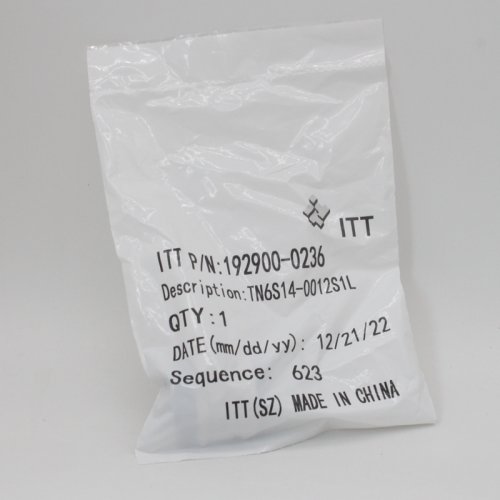 ITT
ITT P/N:192900-0236
Description:TN6S14-0012S1L
QTY:1
DATE(mm/dd/yy): 12/21/22
Sequence: 623
ITT(SZ) MADE IN CHINA